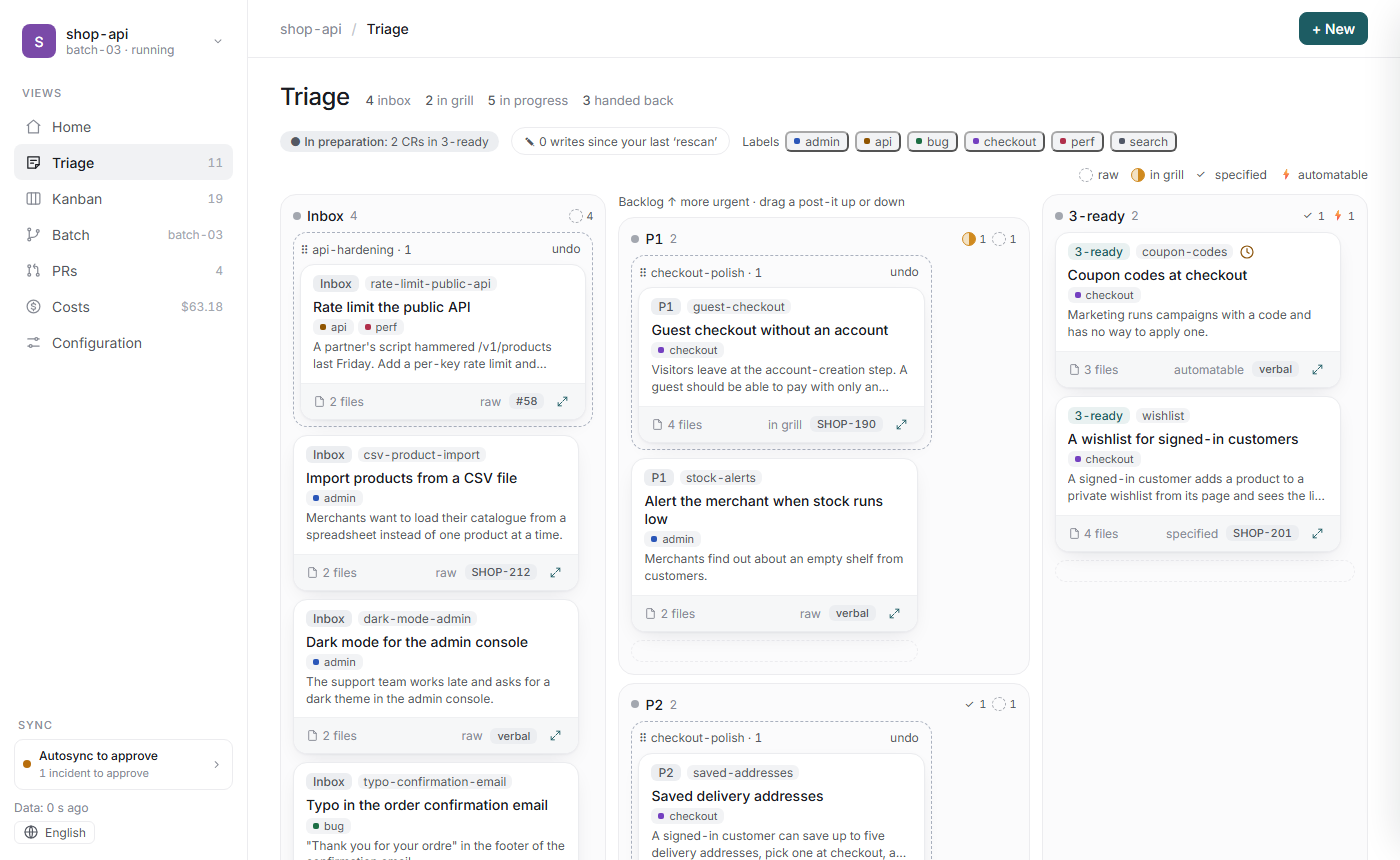 S
shop-api
batch-03 · running
VIEWS
Home
Triage 11
Kanban 19
Batch batch-03
PRs 4
Costs $63.18
Configuration
SYNC
Autosync to approve
1 incident to approve
Data: 0 s ago
English
shop-api / Triage
+ New
Triage 4 inbox 2 in grill 5 in progress 3 handed back
In preparation: 2 CRs in 3-ready 0 writes since your last ‘rescan’ Labels admin api bug checkout perf search
raw in grill specified automatable
Inbox 4 4
api-hardening · 1 undo
Inbox rate-limit-public-api
Rate limit the public API
api perf
A partner's script hammered /v1/products
last Friday. Add a per-key rate limit and…
2 files raw #58
Inbox csv-product-import
Import products from a CSV file
admin
Merchants want to load their catalogue from a
spreadsheet instead of one product at a time.
2 files raw SHOP-212
Inbox dark-mode-admin
Dark mode for the admin console
admin
The support team works late and asks for a
dark theme in the admin console.
2 files raw verbal
Inbox typo-confirmation-email
Typo in the order confirmation email
bug
"Thank you for your ordre" in the footer of the
confirmation email.
Backlog ↑ more urgent · drag a post-it up or down
P1 2 1 1
checkout-polish · 1 undo
P1 guest-checkout
Guest checkout without an account
checkout
Visitors leave at the account-creation step. A
guest should be able to pay with only an…
4 files in grill SHOP-190
P1 stock-alerts
Alert the merchant when stock runs
low
admin
Merchants find out about an empty shelf from
customers.
2 files raw verbal
P2 2 1 1
checkout-polish · 1 undo
P2 saved-addresses
Saved delivery addresses
checkout
A signed-in customer can save up to five
delivery addresses, pick one at checkout, a…
3-ready 2 1 1
3-ready coupon-codes
Coupon codes at checkout
checkout
Marketing runs campaigns with a code and
has no way to apply one.
3 files automatable verbal
3-ready wishlist
A wishlist for signed-in customers
checkout
A signed-in customer adds a product to a
private wishlist from its page and sees the li…
4 files specified SHOP-201